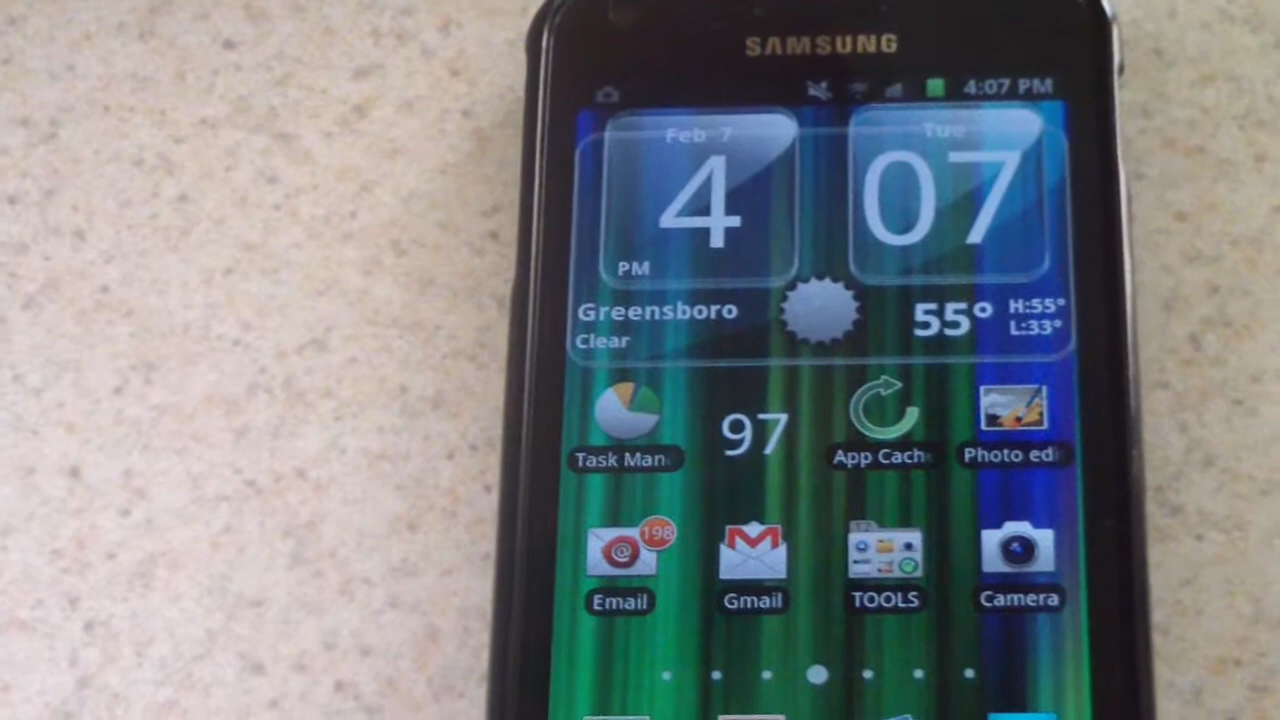 SAMSUNG
4:07 PM
Feb 7
Tue
4
07
PM
Greensboro
55°
H:55°
L:33°
Clear
97
Task Man
App Cach
Photo edi
198
@
Email
Gmail
TOOLS
Camera